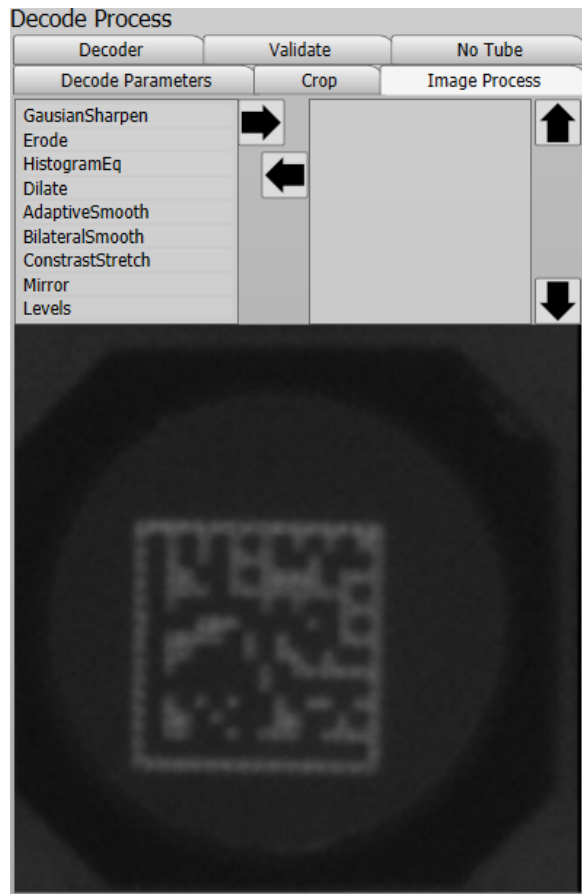 Decode Process
Decoder Validate No Tube
Decode Parameters Crop Image Process
GausianSharpen
Erode
HistogramEq
Dilate
AdaptiveSmooth
BilateralSmooth
ConstrastStretch
Mirror
Levels